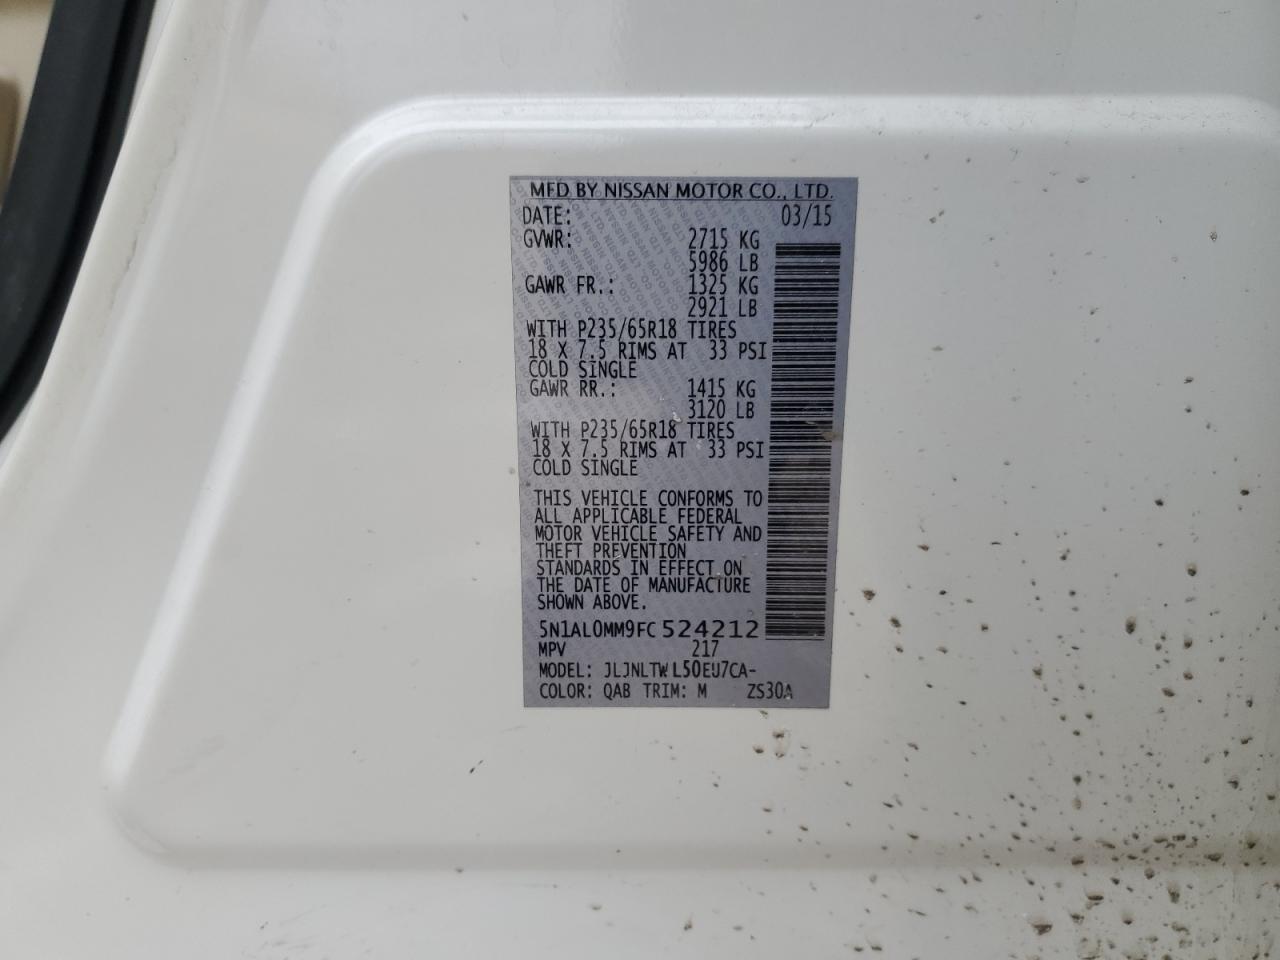 MFD BY NISSAN MOTOR CO., LTD.
DATE: 03/15
GVWR: 2715 KG
5986 LB
GAWR FR.: 1325 KG
2921 LB
WITH P235/65R18 TIRES
18 X 7.5 RIMS AT 33 PSI
COLD SINGLE
GAWR RR.: 1415 KG
3120 LB
WITH P235/65R18 TIRES
18 X 7.5 RIMS AT 33 PSI
COLD SINGLE
THIS VEHICLE CONFORMS TO
ALL APPLICABLE FEDERAL
MOTOR VEHICLE SAFETY AND
THEFT PREVENTION
STANDARDS IN EFFECT ON
THE DATE OF MANUFACTURE
SHOWN ABOVE.
5N1AL0MM9FC524212
MPV 217
MODEL: JLJNLTWL50EU7CA-
COLOR: QAB TRIM: M ZS30A